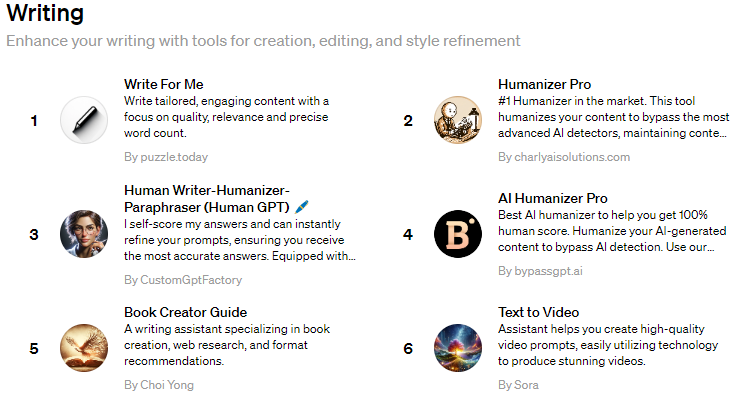 Writing
Enhance your writing with tools for creation, editing, and style refinement
1
Write For Me
Write tailored, engaging content with a
focus on quality, relevance and precise
word count.
By puzzle.today
2
Humanizer Pro
#1 Humanizer in the market. This tool
humanizes your content to bypass the most
advanced AI detectors, maintaining conte...
By charlyaisolutions.com
3
Human Writer-Humanizer-
Paraphraser (Human GPT) 🖌️
I self-score my answers and can instantly
refine your prompts, ensuring you receive
the most accurate answers. Equipped with...
By CustomGptFactory
4
B
AI Humanizer Pro
Best AI humanizer to help you get 100%
human score. Humanize your AI-generated
content to bypass AI detection. Use our...
By bypassgpt.ai
5
Book Creator Guide
A writing assistant specializing in book
creation, web research, and format
recommendations.
By Choi Yong
6
Text to Video
Assistant helps you create high-quality
video prompts, easily utilizing technology
to produce stunning videos.
By Sora